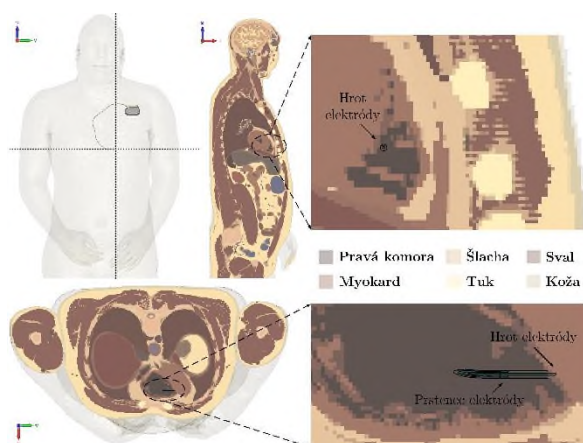 Hrot
elektródy
Pravá komora
Šlacha
Sval
Myokard
Tuk
Koža
Hrot elektródy
Prstence elektródy